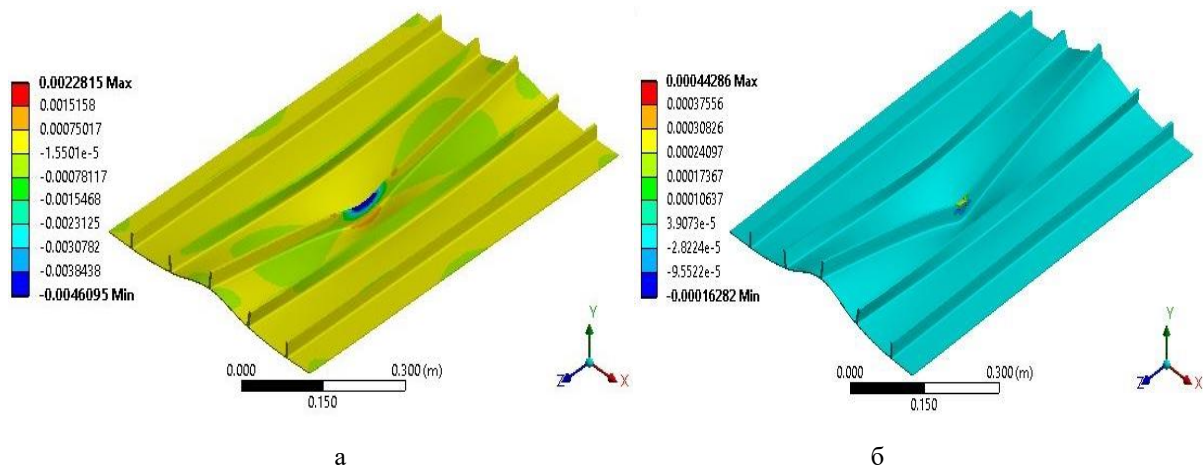 0.0022815 Max
0.0015158
0.00075017
-1.5501e-5
-0.00078117
-0.0015468
-0.0023125
-0.0030782
-0.0038438
-0.0046095 Min
0.000
0.300 (m)
0.150
Y
Z
X
0.00044286 Max
0.00037556
0.00030826
0.00024097
0.00017367
0.00010637
3.9073e-5
-2.8224e-5
-9.5522e-5
-0.00016282 Min
0.000
0.300 (m)
0.150
Y
Z
X
а
б